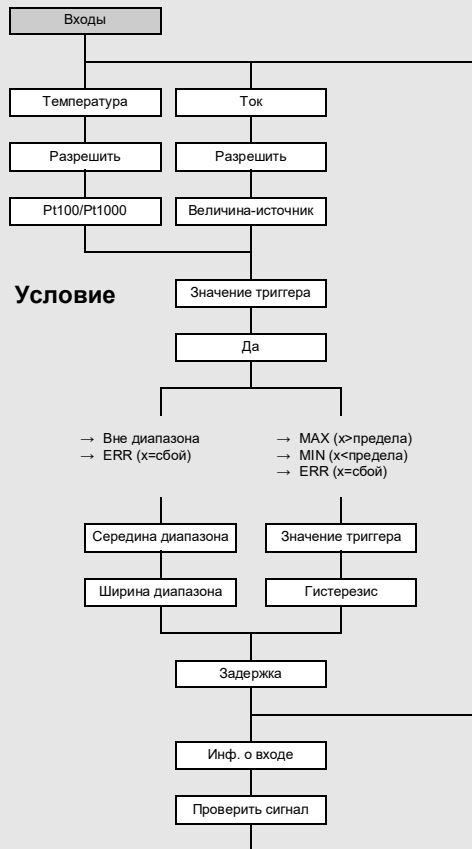 Входы
Температура
Ток
Разрешить
Разрешить
Pt100/Pt1000
Величина-источник
Условие
Значение триггера
Да
→ Вне диапазона
→ ERR (x=сбой)
→ MAX (x>предела)
→ MIN (x<предела)
→ ERR (x=сбой)
Середина диапазона
Значение триггера
Ширина диапазона
Гистерезис
Задержка
Инф. о входе
Проверить сигнал